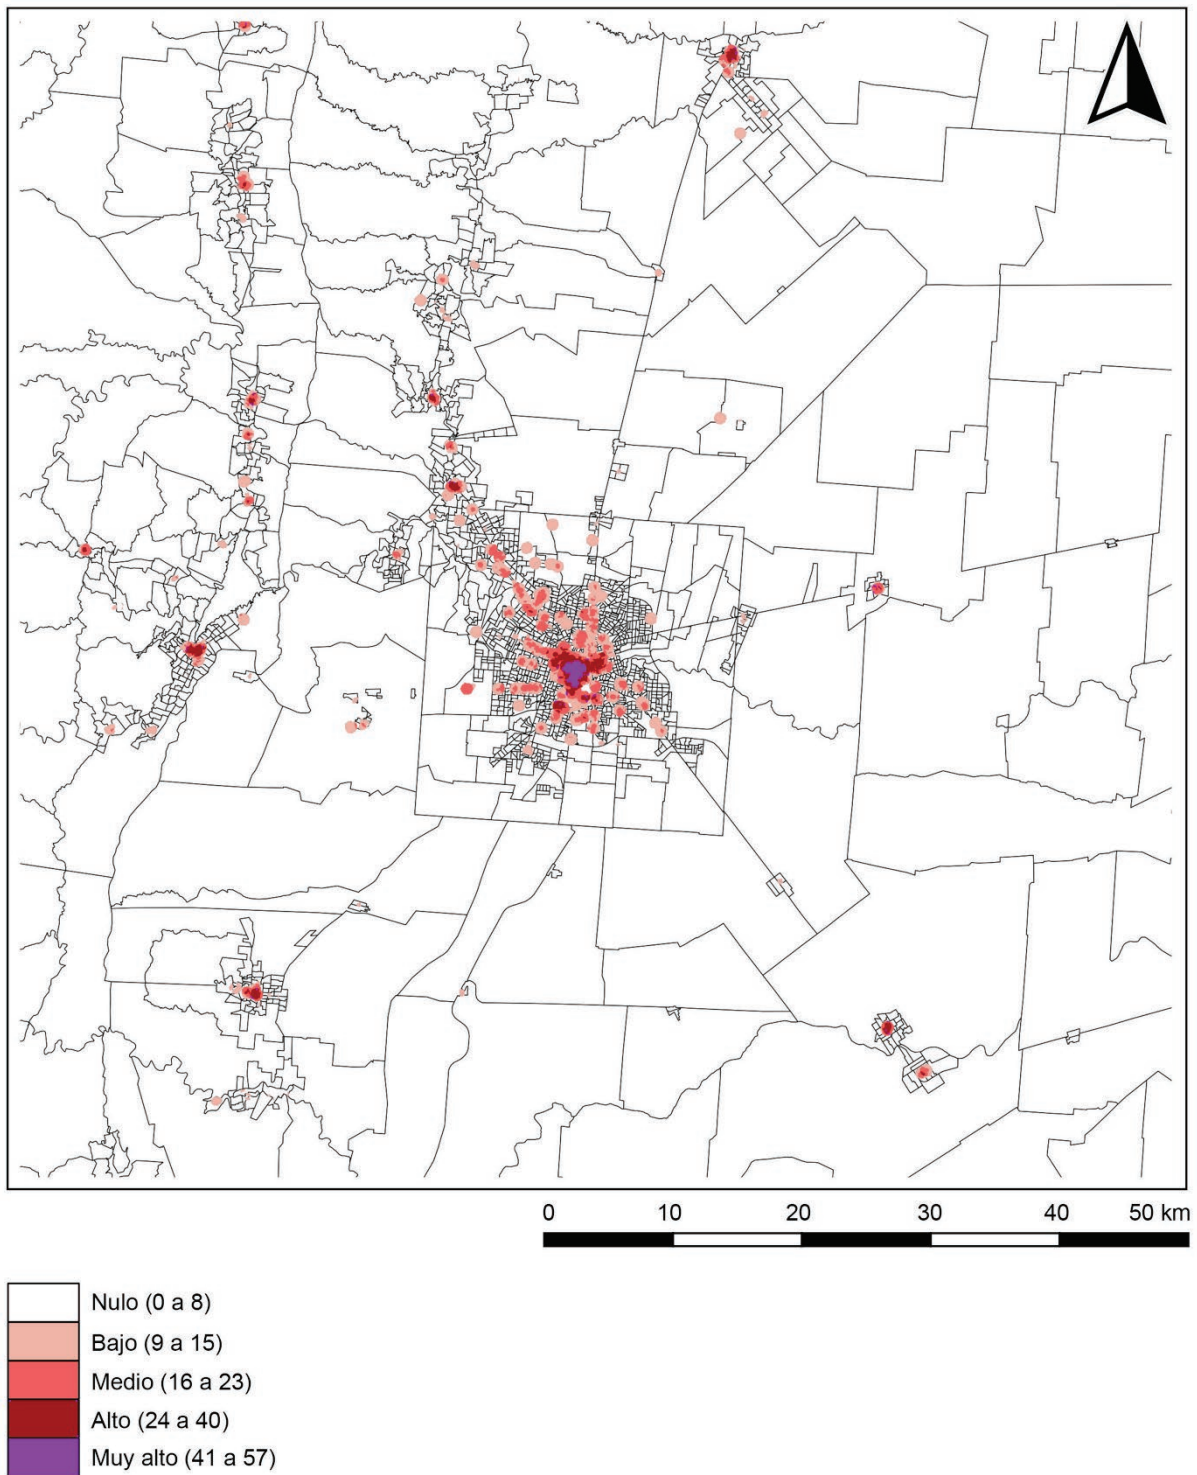 0 10 20 30 40 50 km
Nulo (0 a 8)
Bajo (9 a 15)
Medio (16 a 23)
Alto (24 a 40)
Muy alto (41 a 57)